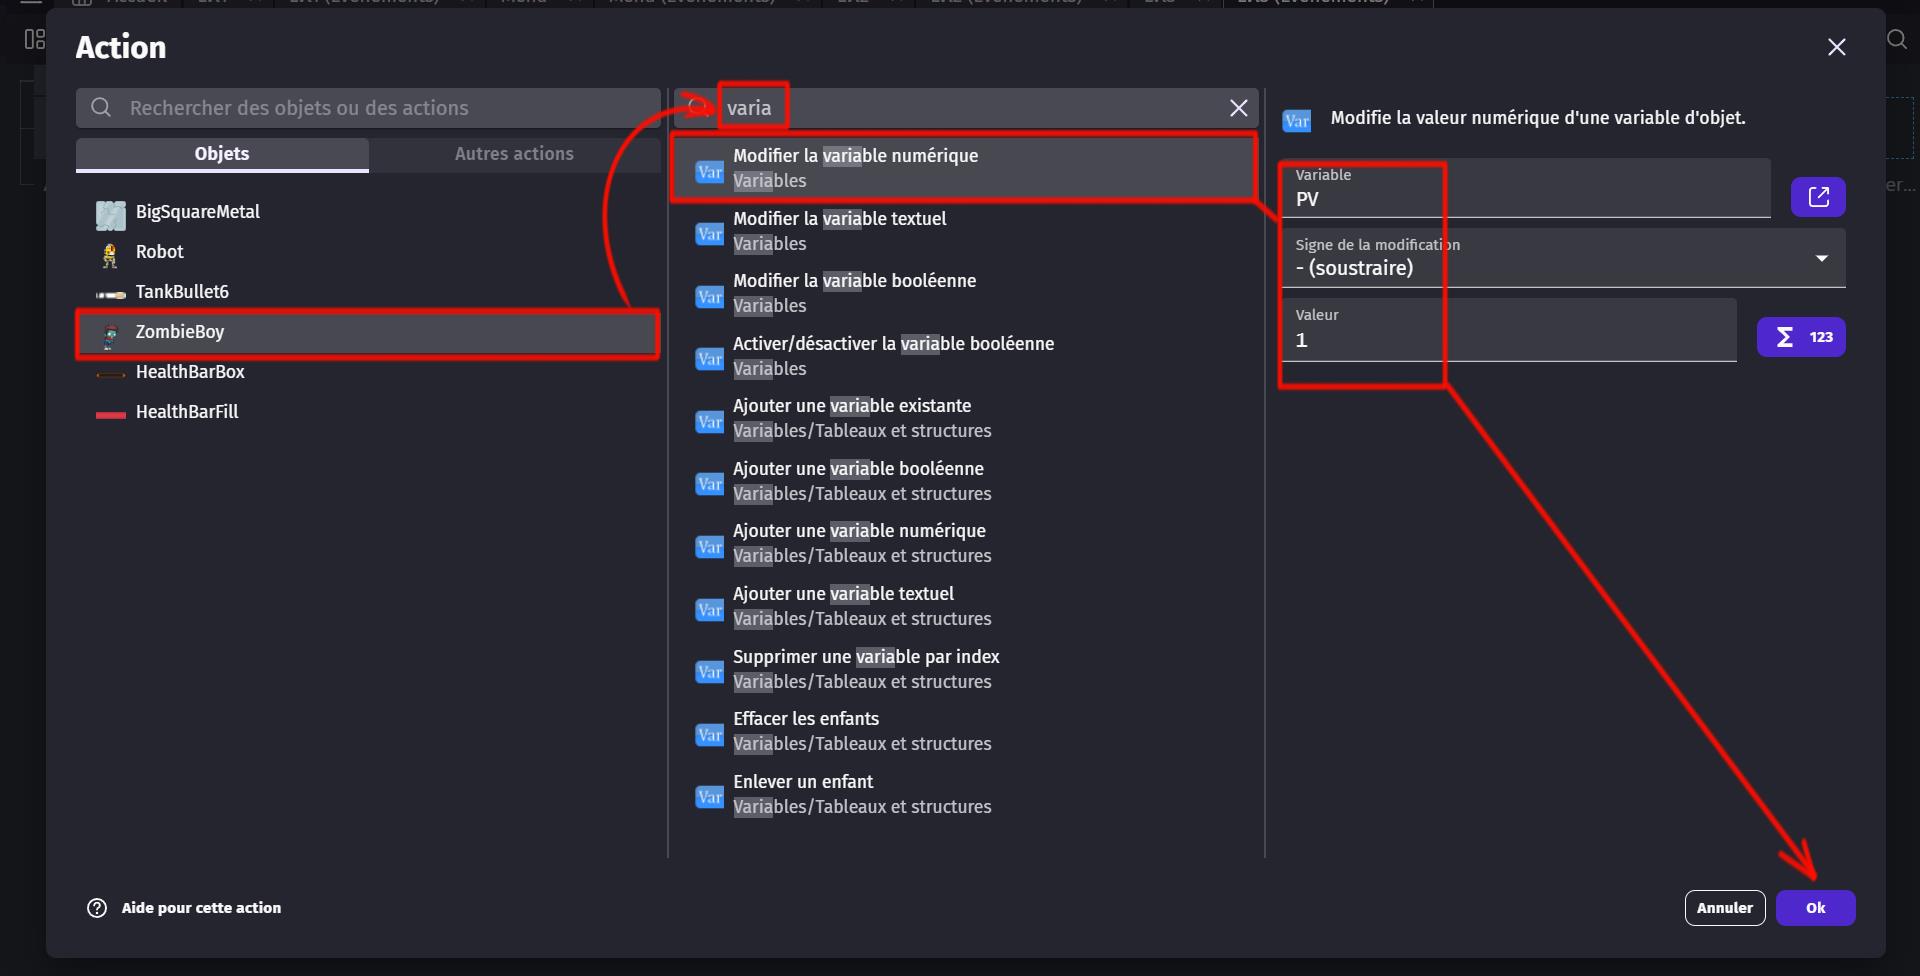 Action
Rechercher des objets ou des actions
Objets
Autres actions
BigSquareMetal
Robot
TankBullet6
ZombieBoy
HealthBarBox
HealthBarFill
varia
Var
Modifier la variable numérique
Variables
Var
Modifier la variable textuel
Variables
Var
Modifier la variable booléenne
Variables
Var
Activer/désactiver la variable booléenne
Variables
Var
Ajouter une variable existante
Variables/Tableaux et structures
Var
Ajouter une variable booléenne
Variables/Tableaux et structures
Var
Ajouter une variable numérique
Variables/Tableaux et structures
Var
Ajouter une variable textuel
Variables/Tableaux et structures
Var
Supprimer une variable par index
Variables/Tableaux et structures
Var
Effacer les enfants
Variables/Tableaux et structures
Var
Enlever un enfant
Variables/Tableaux et structures
Var
Modifie la valeur numérique d'une variable d'objet.
Variable
PV
Signe de la modification
- (soustraire)
Valeur
1
Σ 123
Aide pour cette action
Annuler
Ok